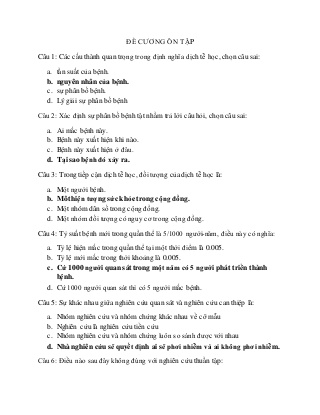 ĐỀ CƯƠNG ÔN TẬP
Câu 1: Các cấu thành quan trọng trong định nghĩa dịch tễ học, chọn câu sai:
a. tần suất của bệnh.
b. nguyên nhân của bệnh.
c. sự phân bố bệnh.
d. Lý giải sự phân bố bệnh
Câu 2: Xác định sự phân bố bệnh tật nhằm trả lời câu hỏi, chọn câu sai:
a. Ai mắc bệnh này.
b. Bệnh này xuất hiện khi nào.
c. Bệnh này xuất hiện ở đâu.
d. Tại sao bệnh đó xảy ra.
Câu 3: Trong tiếp cận dịch tễ học, đối tượng của dịch tễ học là:
a. Một người bệnh.
b. Một hiện tượng sức khỏe trong cộng đồng.
c. Một nhóm dân số trong cộng đồng.
d. Một nhóm đối tượng có nguy cơ trong cộng đồng.
Câu 4: Tỷ suất bệnh mới trong quần thể là 5/1000 người-năm, điều này có nghĩa:
a. Tỷ lệ hiện mắc trong quần thể tại một thời điểm là 0.005.
b. Tỷ lệ mới mắc trong thời khoảng là 0.005.
c. Cứ 1000 người quan sát trong một năm có 5 người phát triển thành
bệnh.
d. Cứ 1000 người quan sát thì có 5 người mắc bệnh.
Câu 5: Sự khác nhau giữa nghiên cứu quan sát và nghiên cứu can thiệp là:
a. Nhóm nghiên cứu và nhóm chứng khác nhau về cỡ mẫu
b. Nghiên cứu là nghiên cứu tiến cứu
c. Nhóm nghiên cứu và nhóm chứng luôn so sánh được với nhau
d. Nhà nghiên cứu sẽ quyết định ai sẽ phơi nhiễm và ai không phơi nhiễm.
Câu 6: Điều nào sau đây không đúng với nghiên cứu thuần tập: